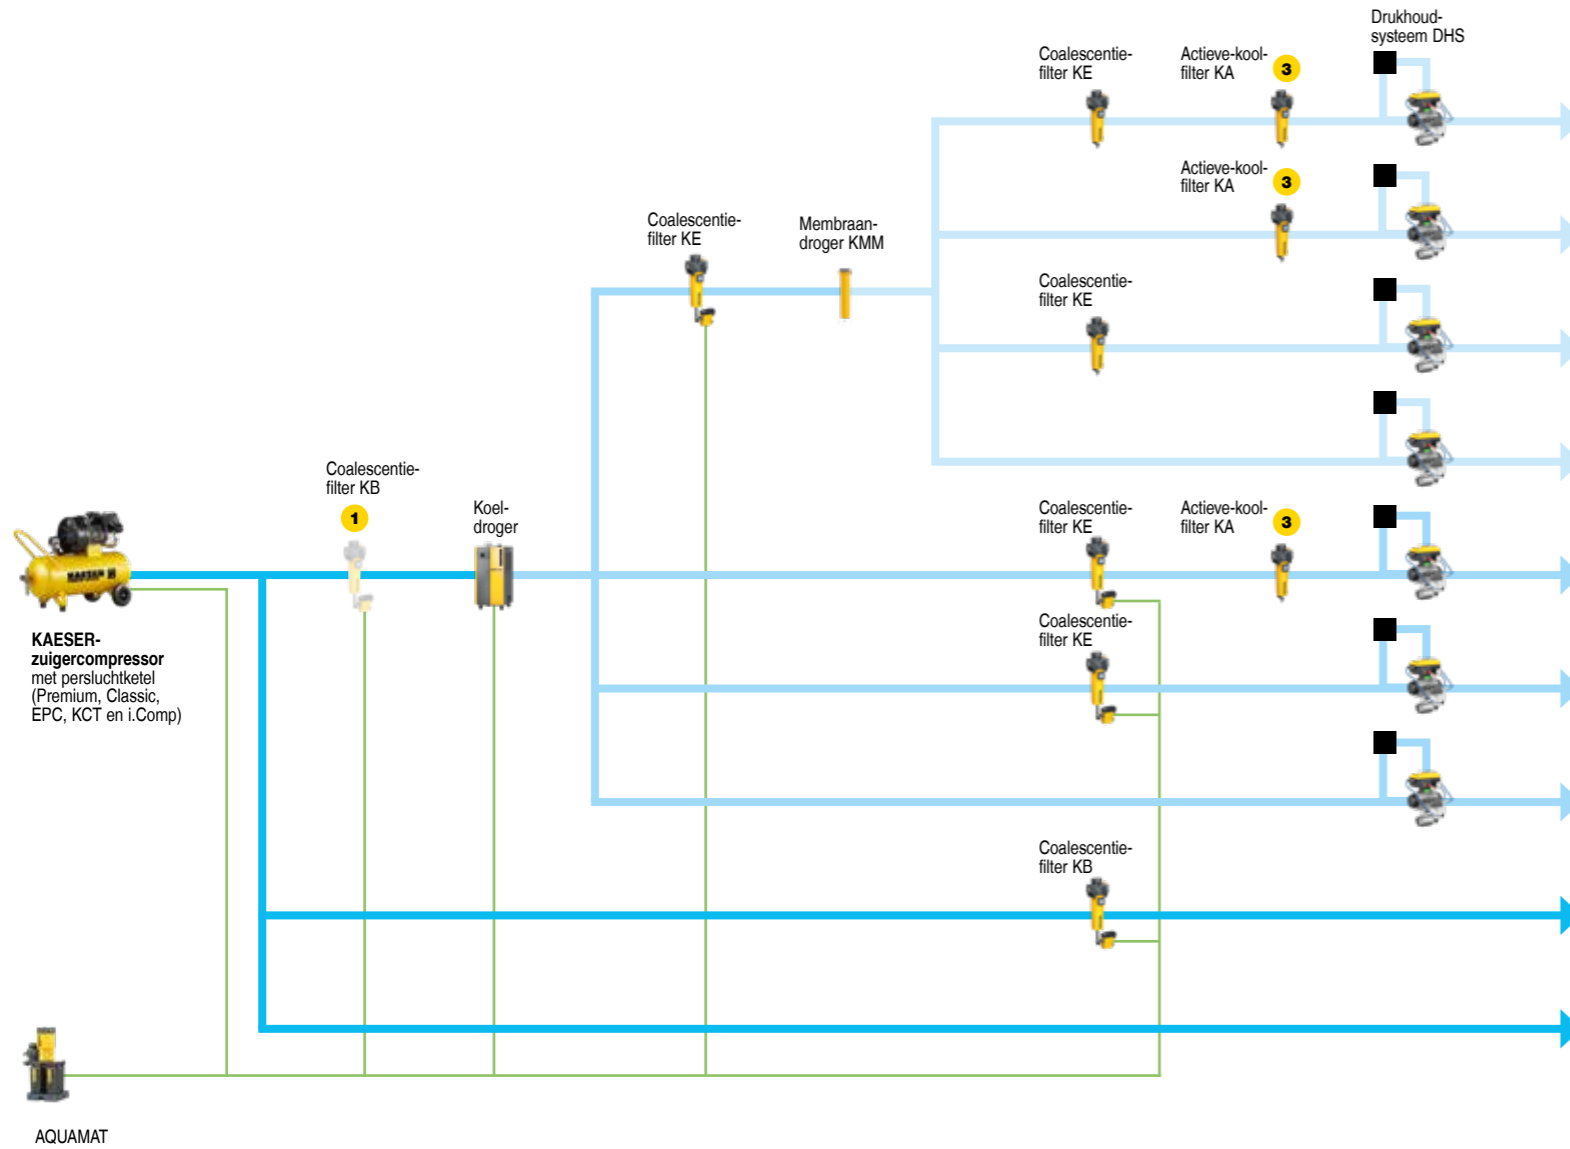 Drukhoud-
systeem DHS
Coalescentie-
filter KE
Actieve-kool-
filter KA
3
Actieve-kool-
filter KA
3
Coalescentie-
filter KE
Membraan-
droger KMM
Coalescentie-
filter KE
Coalescentie-
filter KB
1
Koel-
droger
Coalescentie-
filter KE
Actieve-kool-
filter KA
3
KAESER
KAESER-
zuigercompressor
met persluchtketel
(Premium, Classic,
EPC, KCT en i.Comp)
Coalescentie-
filter KE
Coalescentie-
filter KB
AQUAMAT